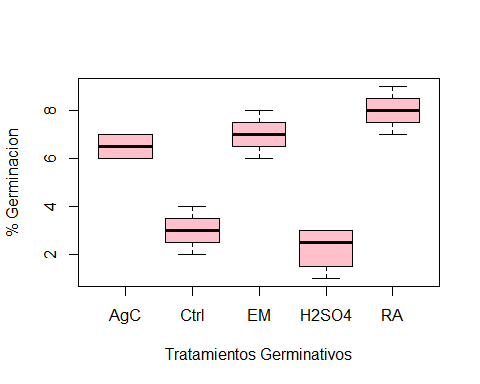 % Germinacion
8
6
4
2
AgC Ctrl EM H2SO4 RA
Tratamientos Germinativos